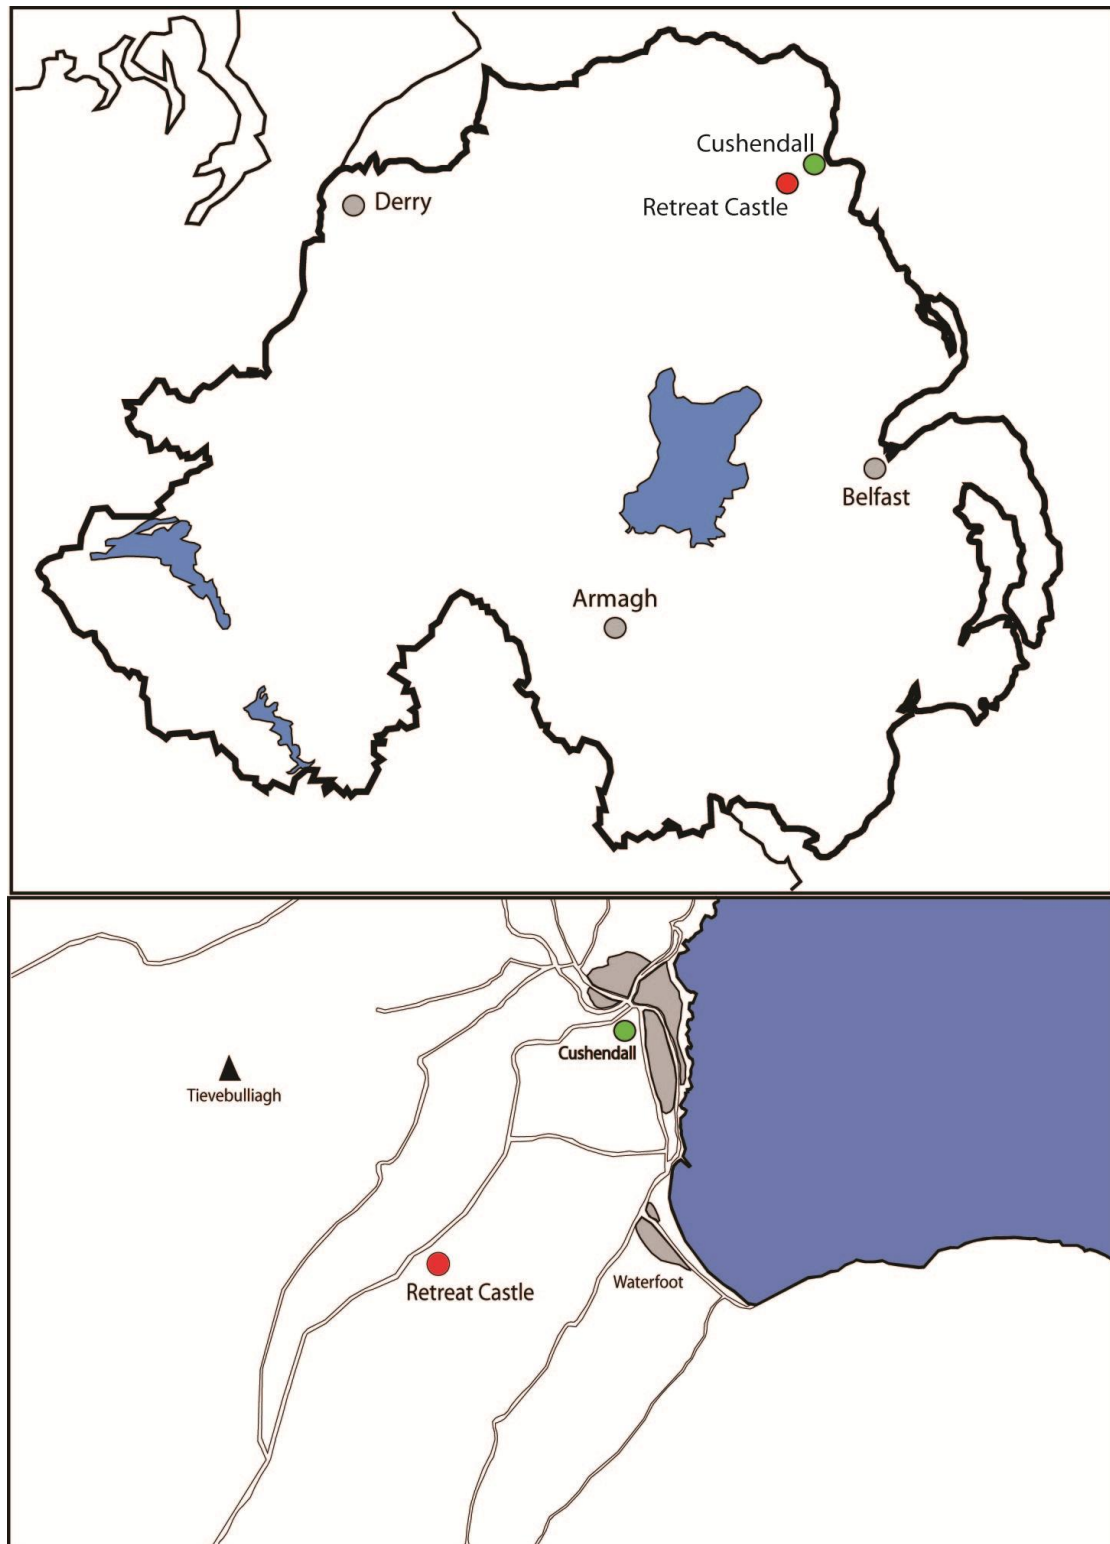 Cushendall
Retreat Castle
Derry
Belfast
Armagh
Cushendall
Tievebulliagh
Retreat Castle
Waterfoot